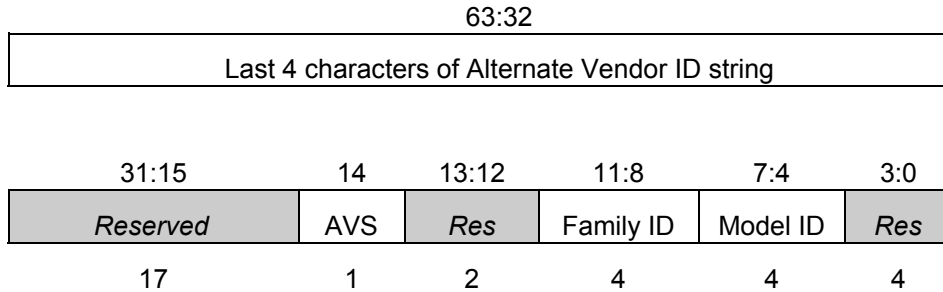 63:32
Last 4 characters of Alternate Vendor ID string
31:15 14 13:12 11:8 7:4 3:0
Reserved AVS Res Family ID Model ID Res
17 1 2 4 4 4